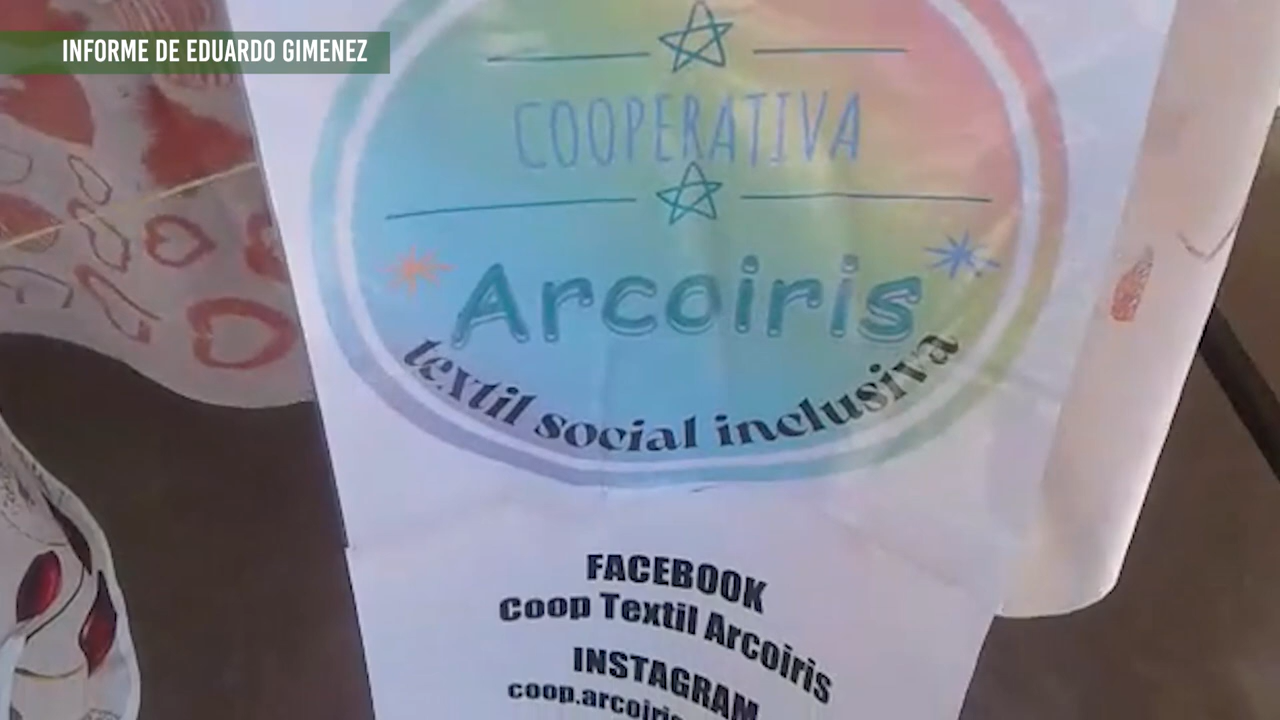 INFORME DE EDUARDO GIMENEZ
COOPERATIVA
Arcoiris
textil social inclusiva
FACEBOOK
Coop Textil Arcoiris
INSTAGRAM